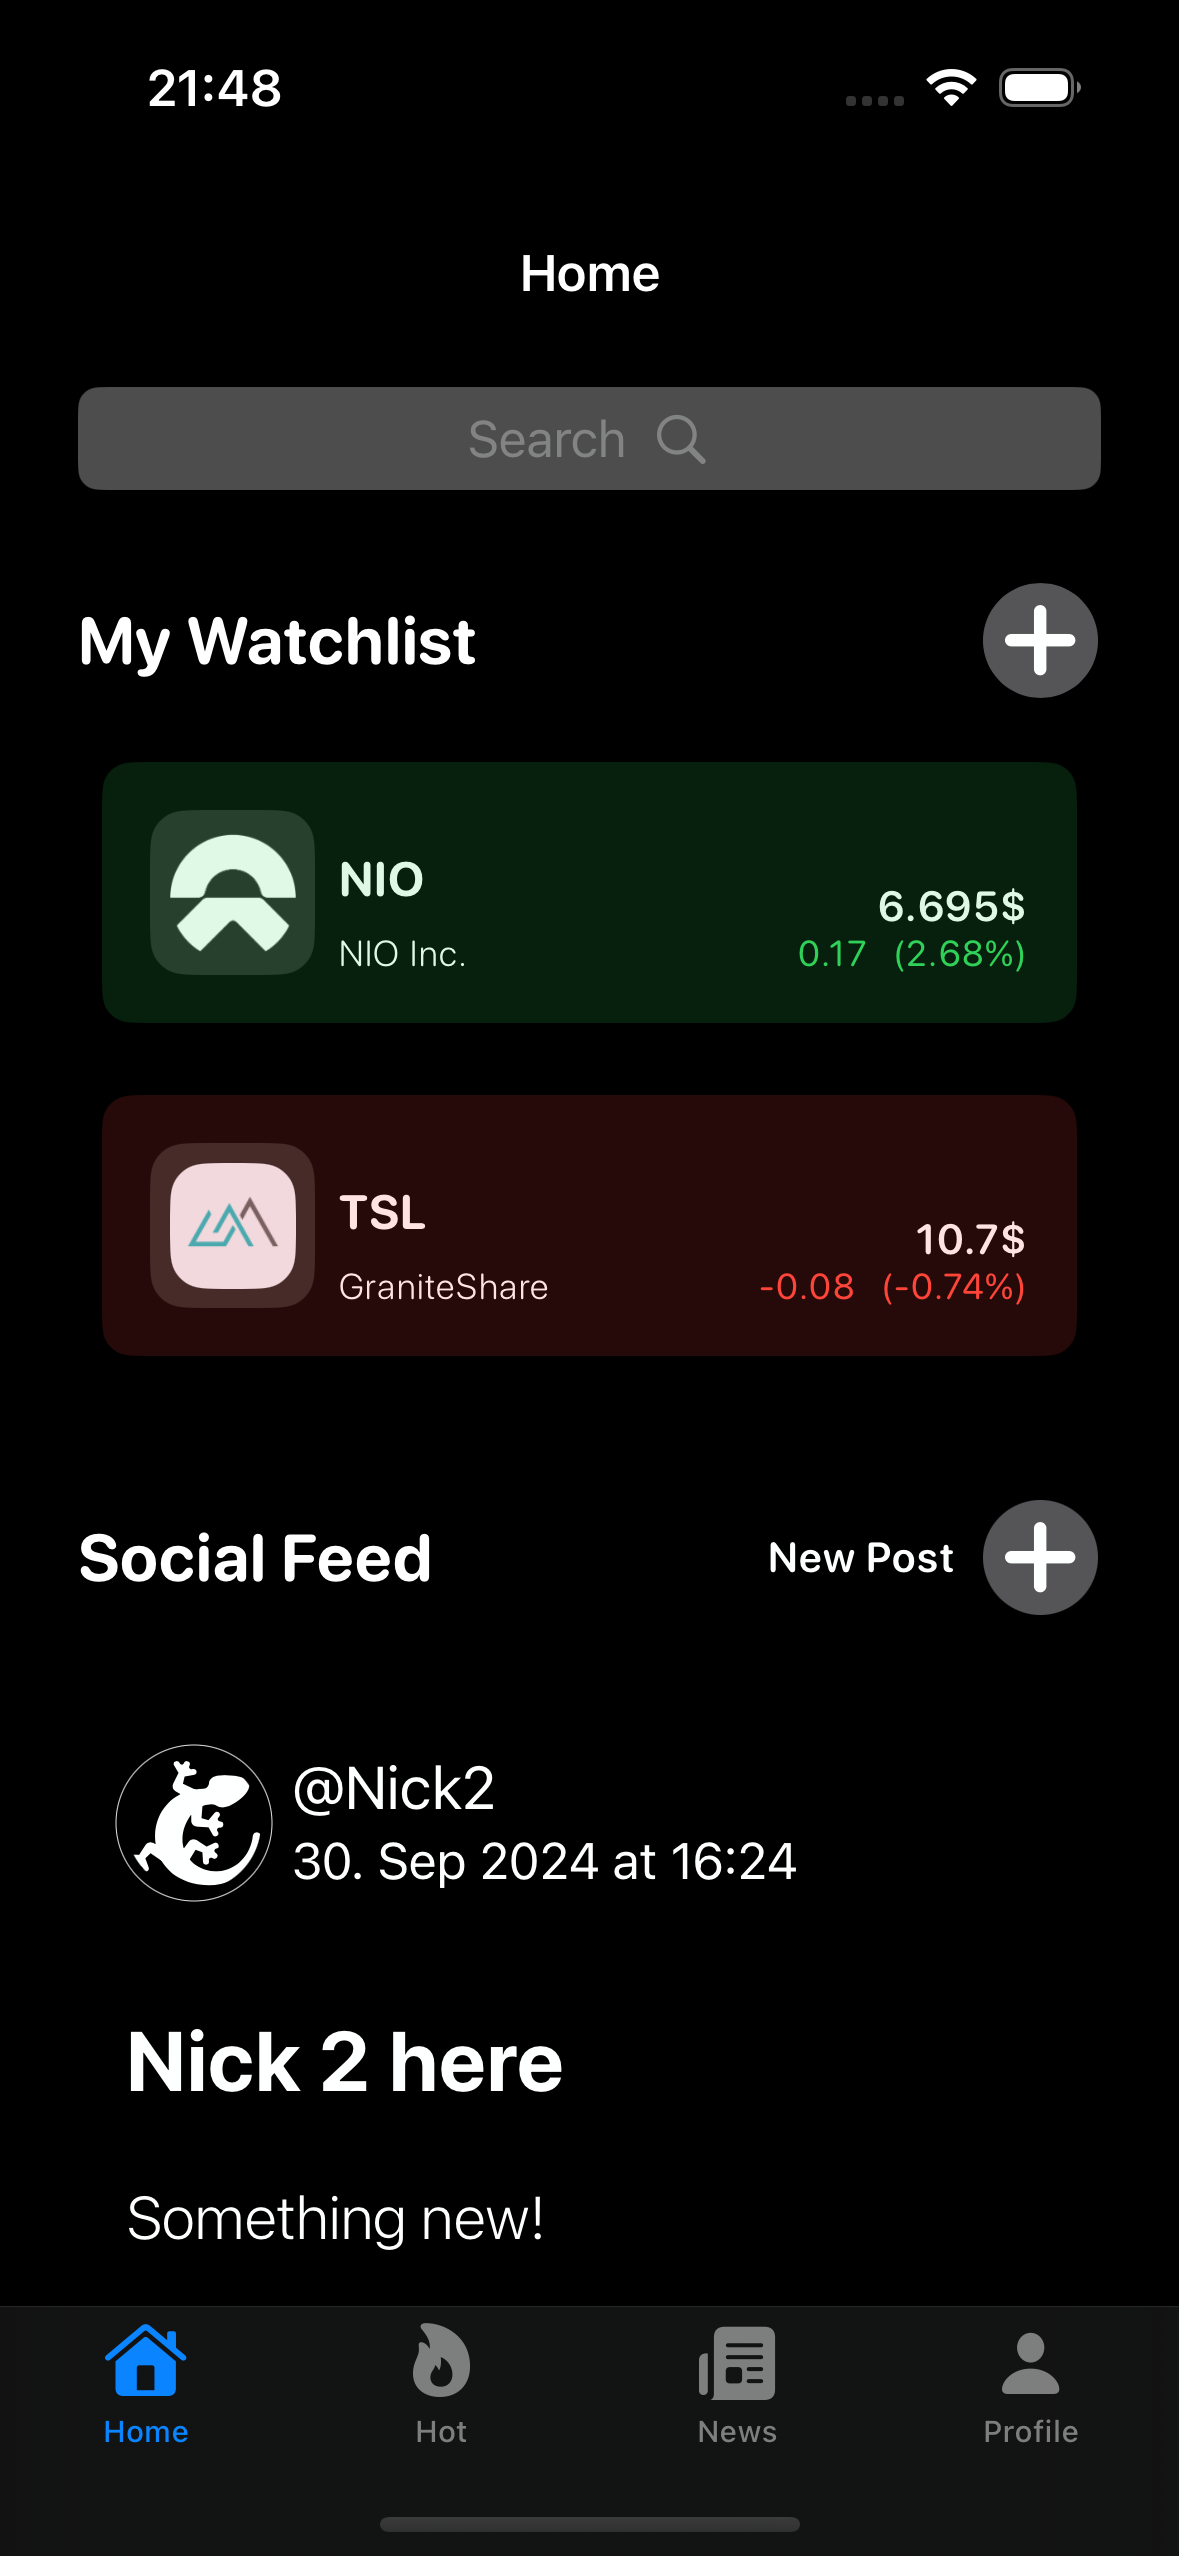 21:48
Home
Search
My Watchlist
NIO
NIO Inc.
6.695$
0.17 (2.68%)
TSL
GraniteShare
10.7$
-0.08 (-0.74%)
Social Feed
New Post
@Nick2
30. Sep 2024 at 16:24
Nick 2 here
Something new!
Home
Hot
News
Profile